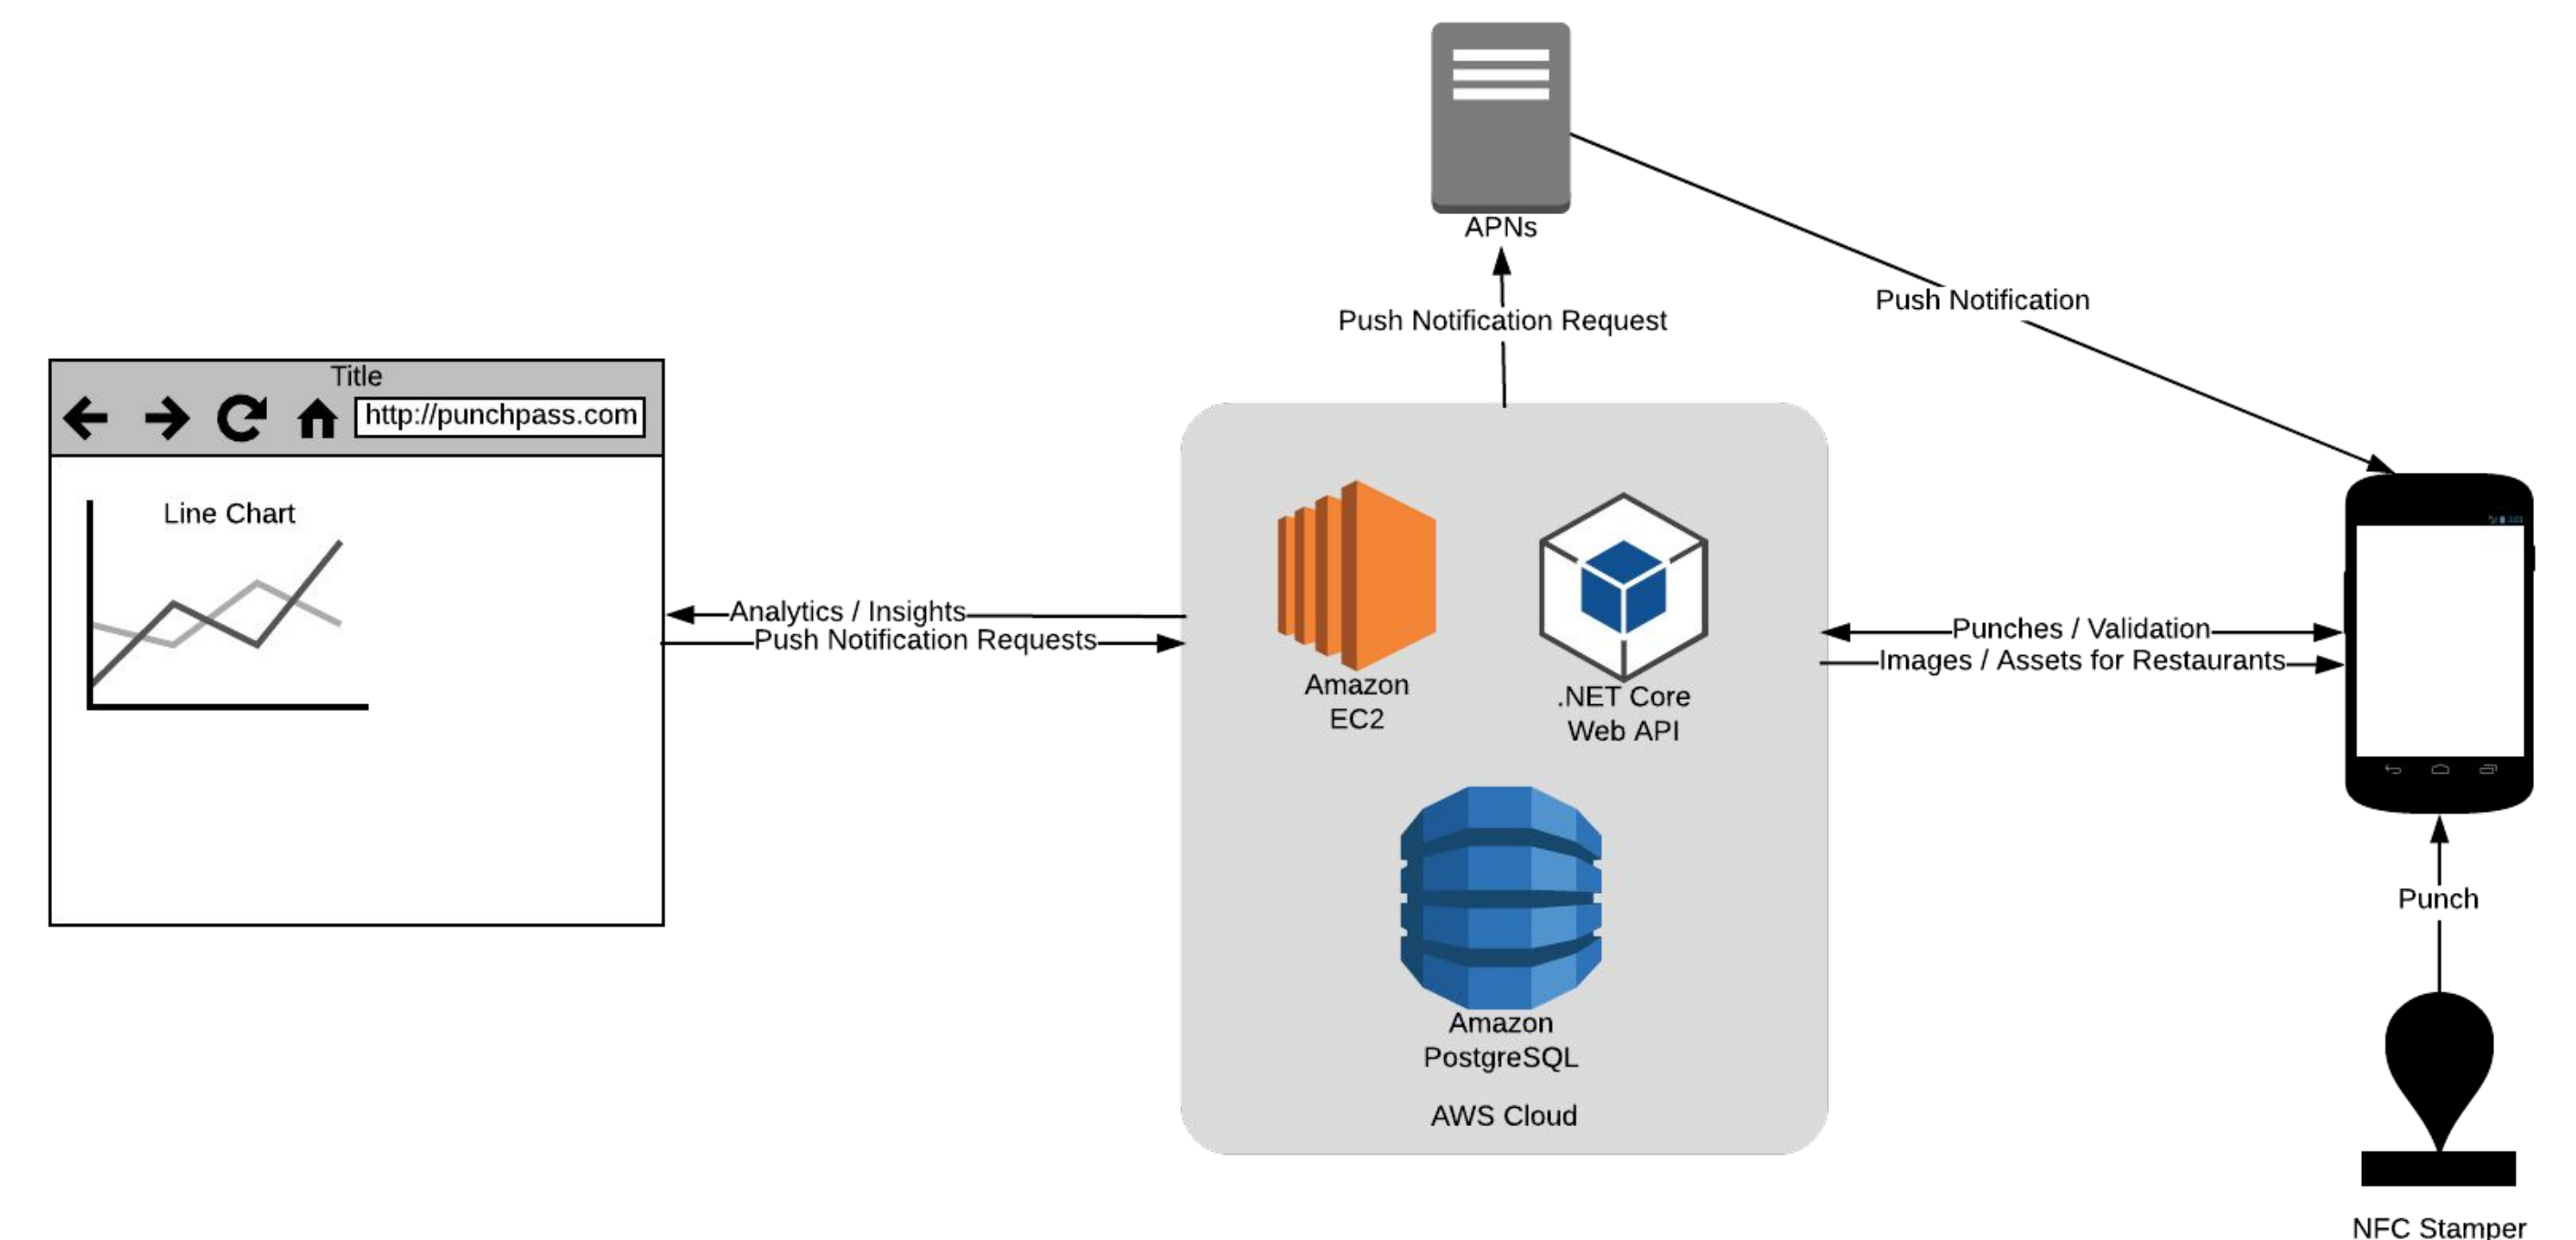 APNs
Push Notification Request
Push Notification
Title
http://punchpass.com
Line Chart
Analytics / Insights
Push Notification Requests
Amazon
EC2
.NET Core
Web API
Amazon
PostgreSQL
AWS Cloud
Punches / Validation
Images / Assets for Restaurants
Punch
NFC Stamper